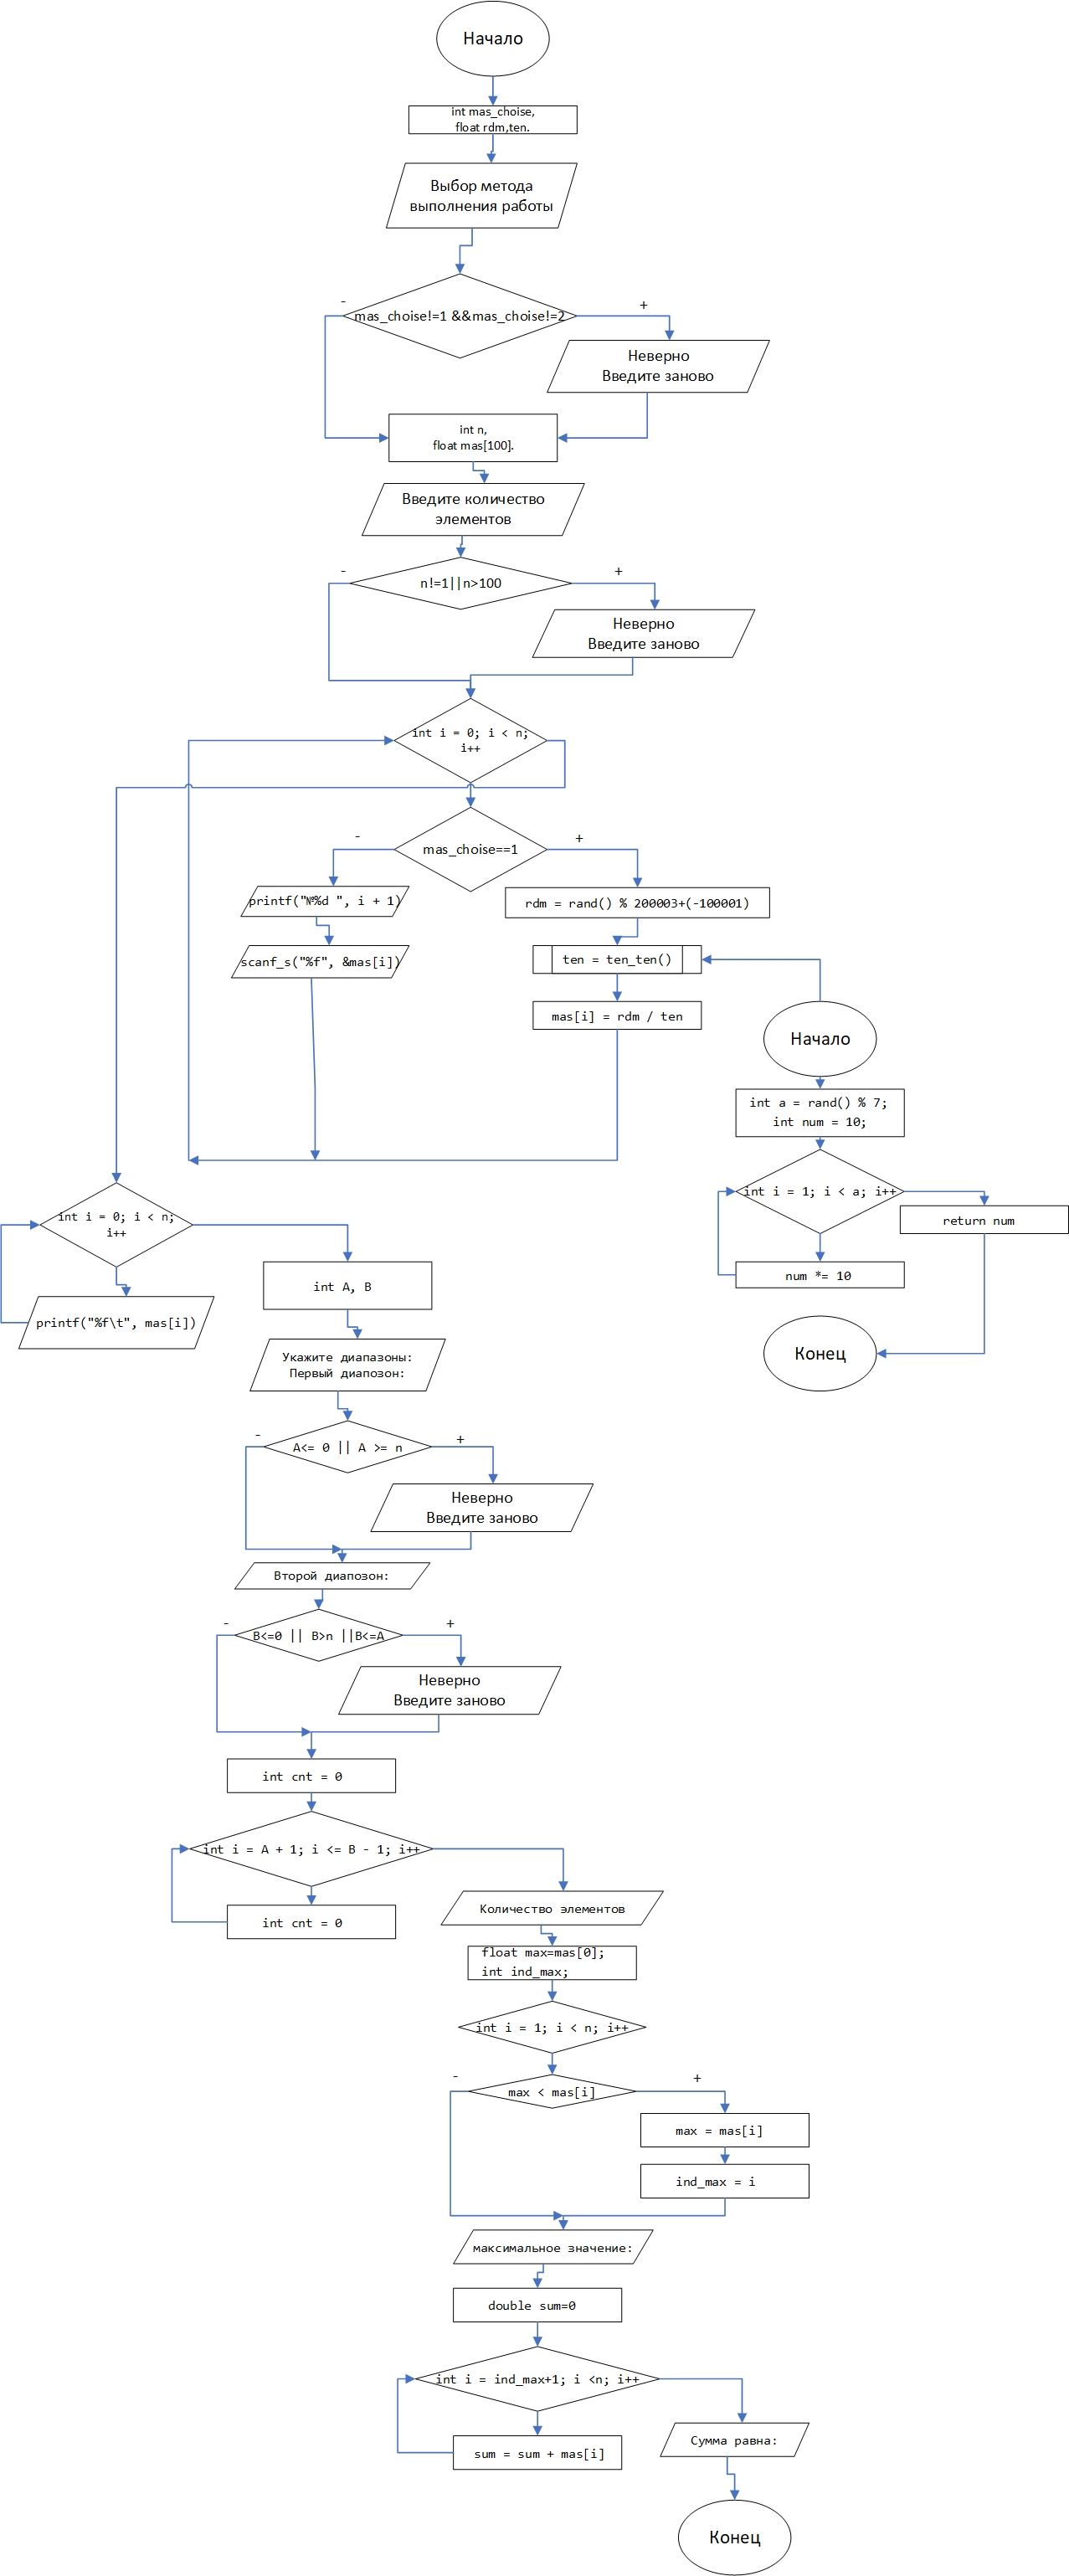 Начало
int mas_choise,
float rdm,ten.
Выбор метода
выполнения работы
-
+
mas_choise!=1 &&mas_choise!=2
Неверно
Введите заново
int n,
float mas[100].
Введите количество
элементов
-
+
n!=1||n>100
Неверно
Введите заново
int i = 0; i < n;
i++
-
+
mas_choise==1
printf("№%d ", i + 1)
rdm = rand() % 200003+(-100001)
scanf_s("%f", &mas[i])
ten = ten_ten()
mas[i] = rdm / ten
Начало
int a = rand() % 7;
int num = 10;
int i = 1; i < a; i++
return num
num *= 10
Конец
int i = 0; i < n;
i++
printf("%f\t", mas[i])
int A, B
Укажите диапазоны:
Первый диапозон:
-
+
A<= 0 || A >= n
Неверно
Введите заново
Второй диапозон:
-
+
B<=0 || B>n ||B<=A
Неверно
Введите заново
int cnt = 0
int i = A + 1; i <= B - 1; i++
int cnt = 0
Количество элементов
float max=mas[0];
int ind_max;
int i = 1; i < n; i++
-
+
max < mas[i]
max = mas[i]
ind_max = i
максимальное значение:
double sum=0
int i = ind_max+1; i <n; i++
sum = sum + mas[i]
Сумма равна:
Конец